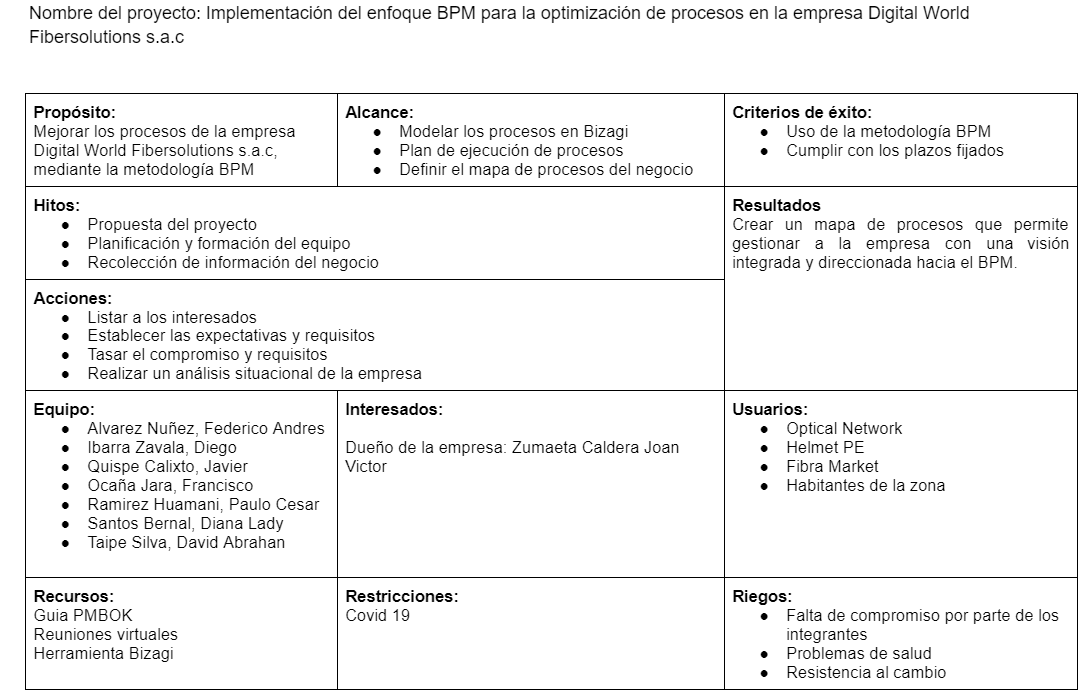 Nombre del proyecto: Implementación del enfoque BPM para la optimización de procesos en la empresa Digital World
Fibersolutions s.a.c
Propósito:
Mejorar los procesos de la empresa
Digital World Fibersolutions s.a.c,
mediante la metodología BPM
Alcance:
● Modelar los procesos en Bizagi
● Plan de ejecución de procesos
● Definir el mapa de procesos del negocio
Criterios de éxito:
● Uso de la metodología BPM
● Cumplir con los plazos fijados
Hitos:
● Propuesta del proyecto
● Planificación y formación del equipo
● Recolección de información del negocio
Resultados
Crear un mapa de procesos que permite
gestionar a la empresa con una visión
integrada y direccionada hacia el BPM.
Acciones:
● Listar a los interesados
● Establecer las expectativas y requisitos
● Tasar el compromiso y requisitos
● Realizar un análisis situacional de la empresa
Equipo:
● Alvarez Nuñez, Federico Andres
● Ibarra Zavala, Diego
● Quispe Calixto, Javier
● Ocaña Jara, Francisco
● Ramirez Huamani, Paulo Cesar
● Santos Bernal, Diana Lady
● Taipe Silva, David Abrahan
Interesados:
Dueño de la empresa: Zumaeta Caldera Joan
Victor
Usuarios:
● Optical Network
● Helmet PE
● Fibra Market
● Habitantes de la zona
Recursos:
Guia PMBOK
Reuniones virtuales
Herramienta Bizagi
Restricciones:
Covid 19
Riegos:
● Falta de compromiso por parte de los
integrantes
● Problemas de salud
● Resistencia al cambio